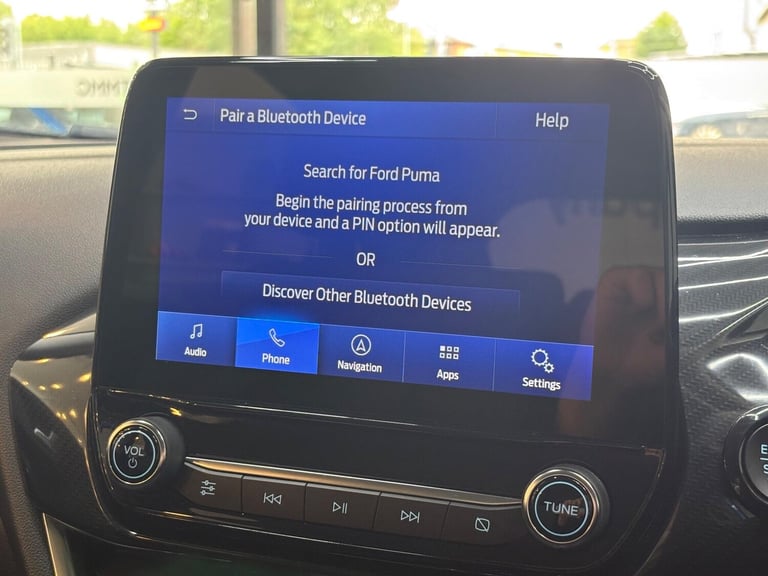 Pair a Bluetooth Device
Help
Search for Ford Puma
Begin the pairing process from
your device and a PIN option will appear.
OR
Discover Other Bluetooth Devices
Audio
Phone
Navigation
Apps
Settings
VOL
TUNE